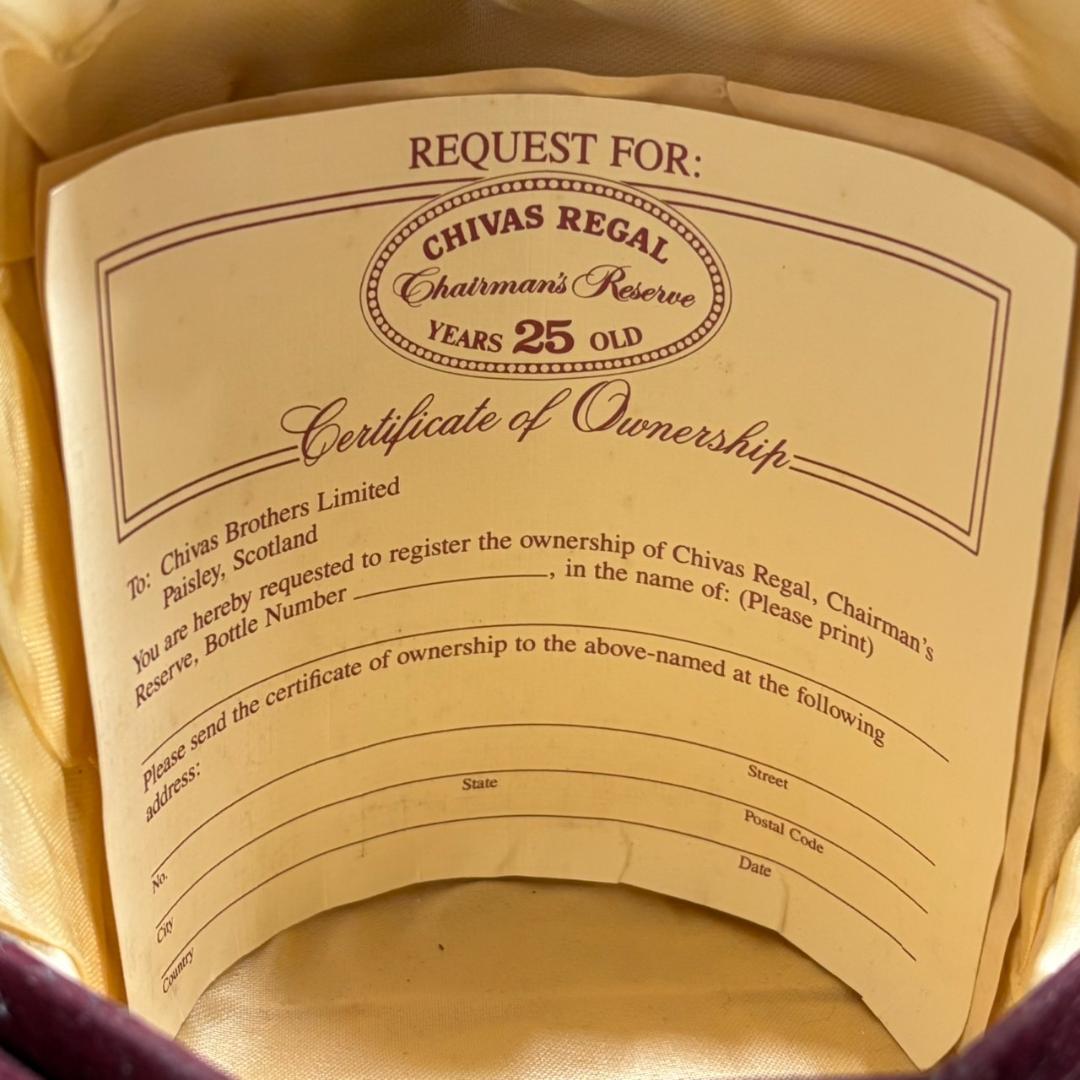 REQUEST FOR:
CHIVAS REGAL
Chairman's Reserve
YEARS 25 OLD
Certificate of Ownership
To: Chivas Brothers Limited
Paisley, Scotland
You are hereby requested to register the ownership of Chivas Regal, Chairman's
Reserve, Bottle Number ____________, in the name of: (Please print)
Please send the certificate of ownership to the above-named at the following
address:
No. Street
City State Postal Code
Country Date